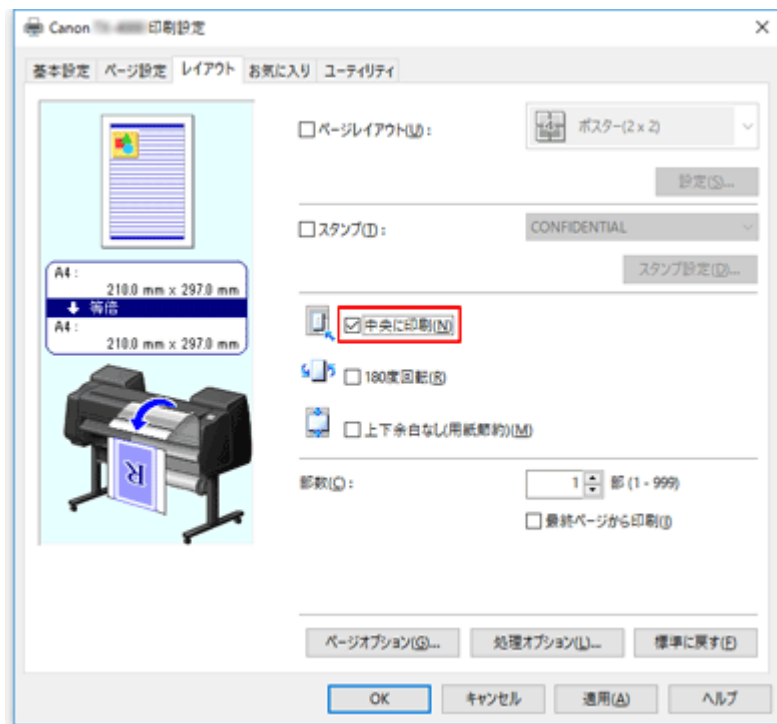 Canon 印刷設定
基本設定 ページ設定 レイアウト お気に入り ユーティリティ
ページレイアウト(U):
ポスター(2 x 2)
設定(S)...
スタンプ(T):
CONFIDENTIAL
スタンプ設定(D)...
A4 :
210.0 mm x 297.0 mm
等倍
A4 :
210.0 mm x 297.0 mm
中央に印刷(N)
180度回転(R)
上下余白なし(用紙節約)(M)
R
部数(C):
1 部 (1 - 999)
最終ページから印刷(I)
ページオプション(G)... 処理オプション(L)... 標準に戻す(F)
OK キャンセル 適用(A) ヘルプ